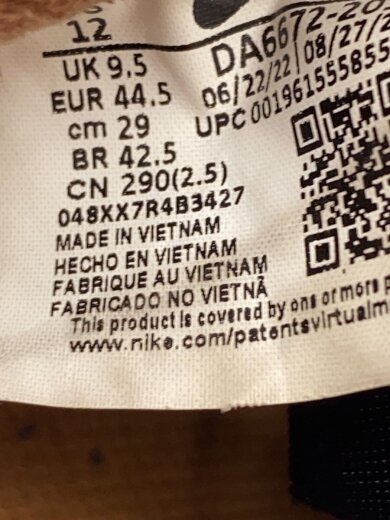 12
UK 9.5
EUR 44.5
cm 29
BR 42.5
CN 290(2.5)
048XX7R4B3427
DA6672-20
06/22/22 08/27/2
UPC 001961555855
MADE IN VIETNAM
HECHO EN VIETNAM
FABRIQUE AU VIETNAM
FABRICADO NO VIETNÃ
This product is covered by one or more p
www.nike.com/patentsvirtualm